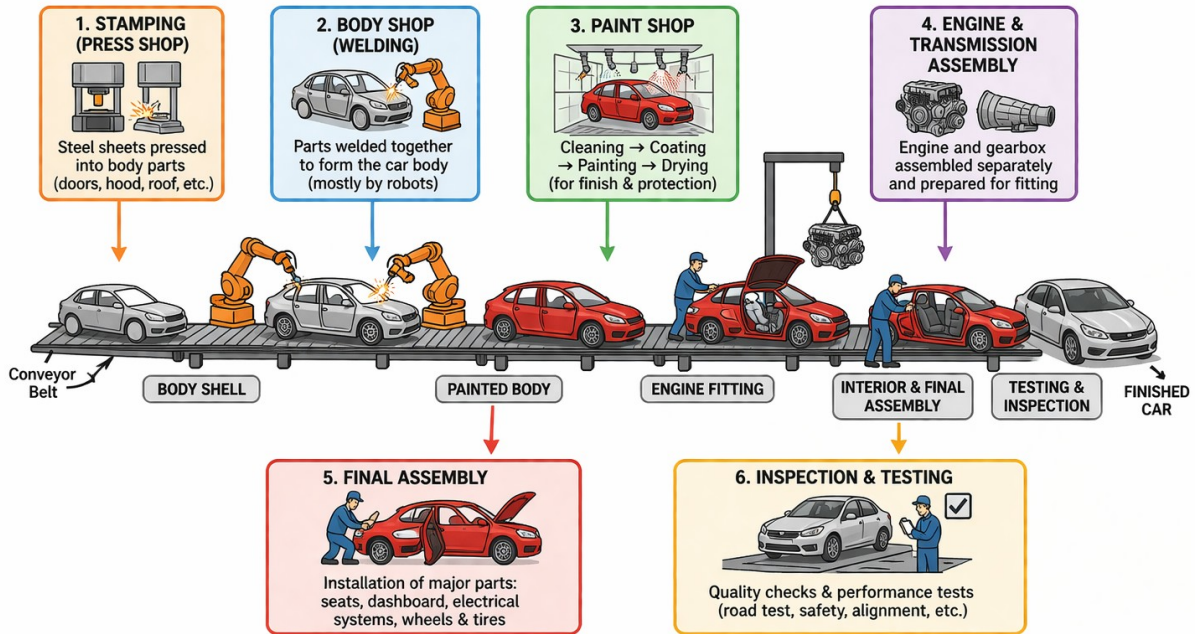 1. STAMPING
(PRESS SHOP)
Steel sheets pressed
into body parts
(doors, hood, roof, etc.)
2. BODY SHOP
(WELDING)
Parts welded together
to form the car body
(mostly by robots)
3. PAINT SHOP
Cleaning → Coating
→ Painting → Drying
(for finish & protection)
4. ENGINE &
TRANSMISSION
ASSEMBLY
Engine and gearbox
assembled separately
and prepared for fitting
Conveyor
Belt
BODY SHELL
PAINTED BODY
ENGINE FITTING
INTERIOR & FINAL
ASSEMBLY
TESTING &
INSPECTION
FINISHED
CAR
5. FINAL ASSEMBLY
Installation of major parts:
seats, dashboard, electrical
systems, wheels & tires
6. INSPECTION & TESTING
Quality checks & performance tests
(road test, safety, alignment, etc.)